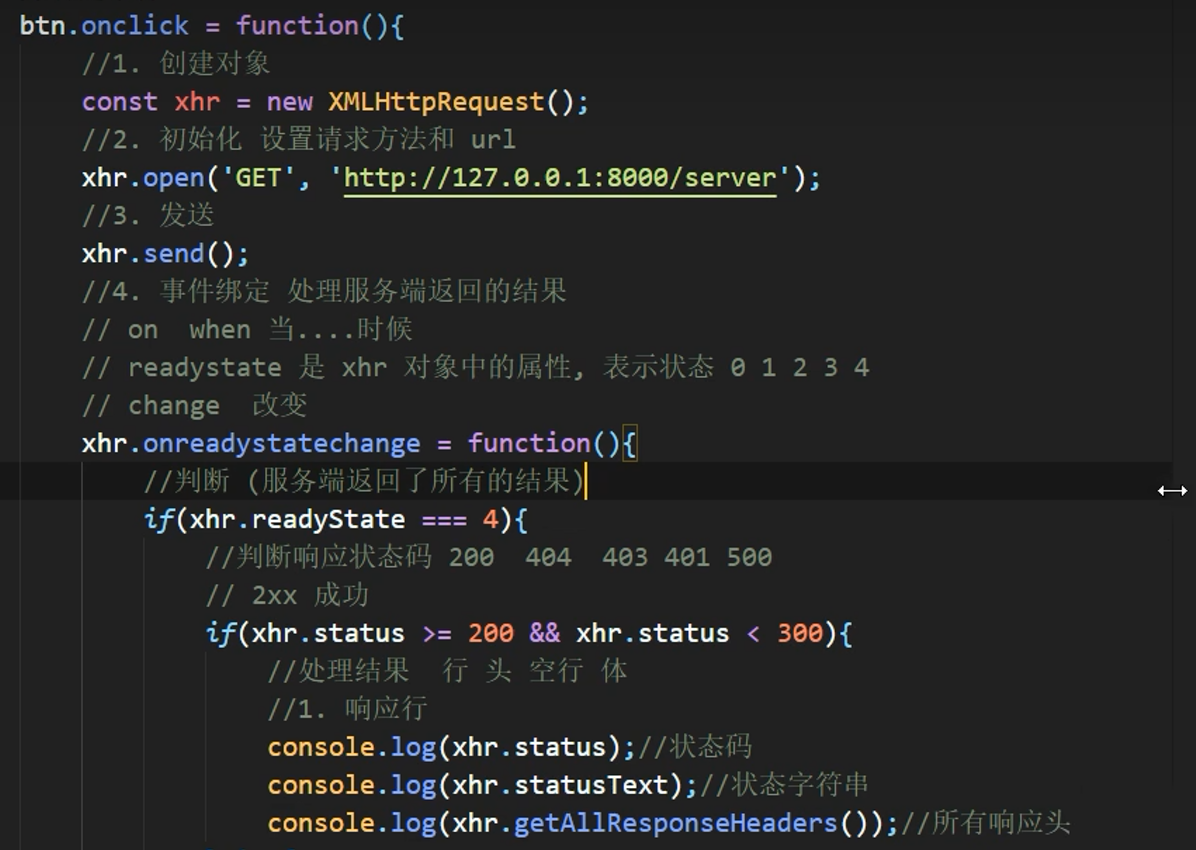 btn.onclick = function(){
//1. 创建对象
const xhr = new XMLHttpRequest();
//2. 初始化 设置请求方法和 url
xhr.open('GET', 'http://127.0.0.1:8000/server');
//3. 发送
xhr.send();
//4. 事件绑定 处理服务端返回的结果
// on  when 当....时候
// readystate 是 xhr 对象中的属性, 表示状态 0 1 2 3 4
// change  改变
xhr.onreadystatechange = function(){
//判断 (服务端返回了所有的结果)
if(xhr.readyState === 4){
//判断响应状态码 200  404  403 401 500
// 2xx 成功
if(xhr.status >= 200 && xhr.status < 300){
//处理结果  行 头 空行 体
//1. 响应行
console.log(xhr.status);//状态码
console.log(xhr.statusText);//状态字符串
console.log(xhr.getAllResponseHeaders());//所有响应头